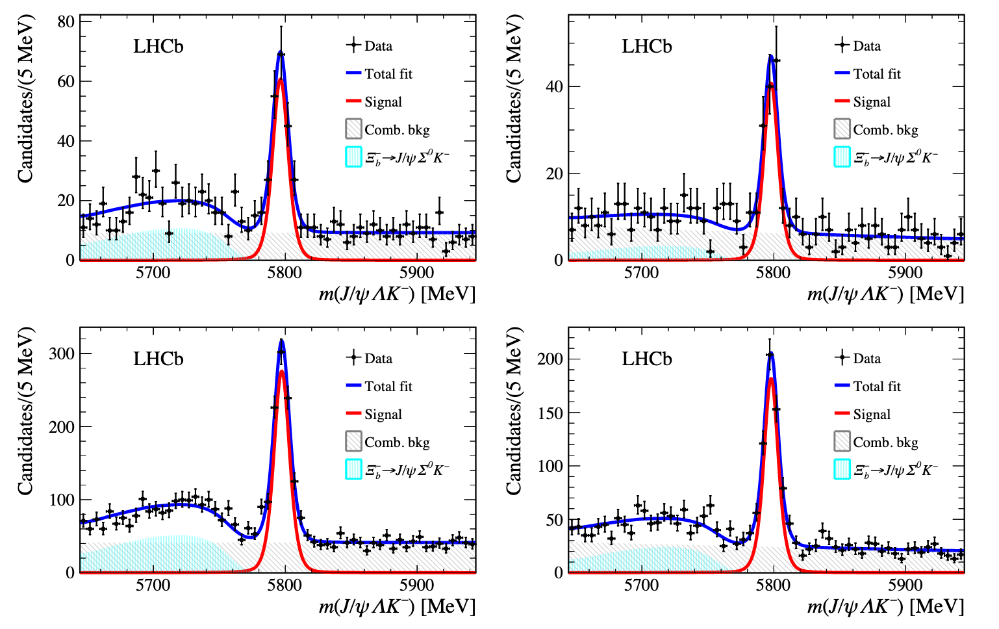 Candidates/(5 MeV)
80
60
40
20
0
LHCb
Data
Total fit
Signal
Comb. bkg
Ξb⁻→J/ψ Σ⁰K⁻
5700 5800 5900
m(J/ψ ΛK⁻) [MeV]
Candidates/(5 MeV)
40
20
0
LHCb
Data
Total fit
Signal
Comb. bkg
Ξb⁻→J/ψ Σ⁰K⁻
5700 5800 5900
m(J/ψ ΛK⁻) [MeV]
Candidates/(5 MeV)
300
200
100
0
LHCb
Data
Total fit
Signal
Comb. bkg
Ξb⁻→J/ψ Σ⁰K⁻
5700 5800 5900
m(J/ψ ΛK⁻) [MeV]
Candidates/(5 MeV)
200
150
100
50
0
LHCb
Data
Total fit
Signal
Comb. bkg
Ξb⁻→J/ψ Σ⁰K⁻
5700 5800 5900
m(J/ψ ΛK⁻) [MeV]